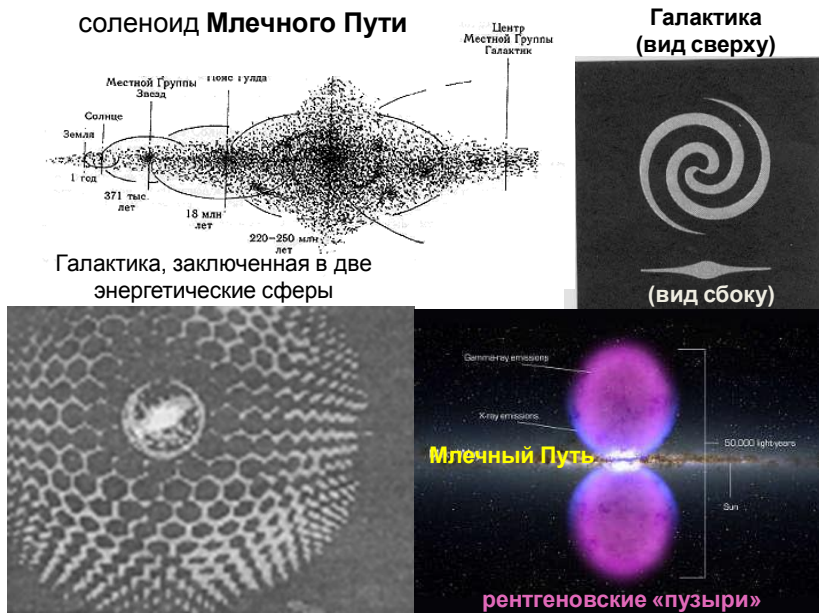 соленоид Млечного Пути
Центр
Местной Группы
Галактик
Пояс Гулда
Местной Группы
Звезд
Солнце
Земля
1 год
371 тыс.
лет
18 млн
лет
220-250 млн
лет
Галактика
(вид сверху)
(вид сбоку)
Галактика, заключенная в две
энергетические сферы
Gamma-ray emissions
X-ray emissions
50,000 light-years
Млечный Путь
Sun
рентгеновские «пузыри»